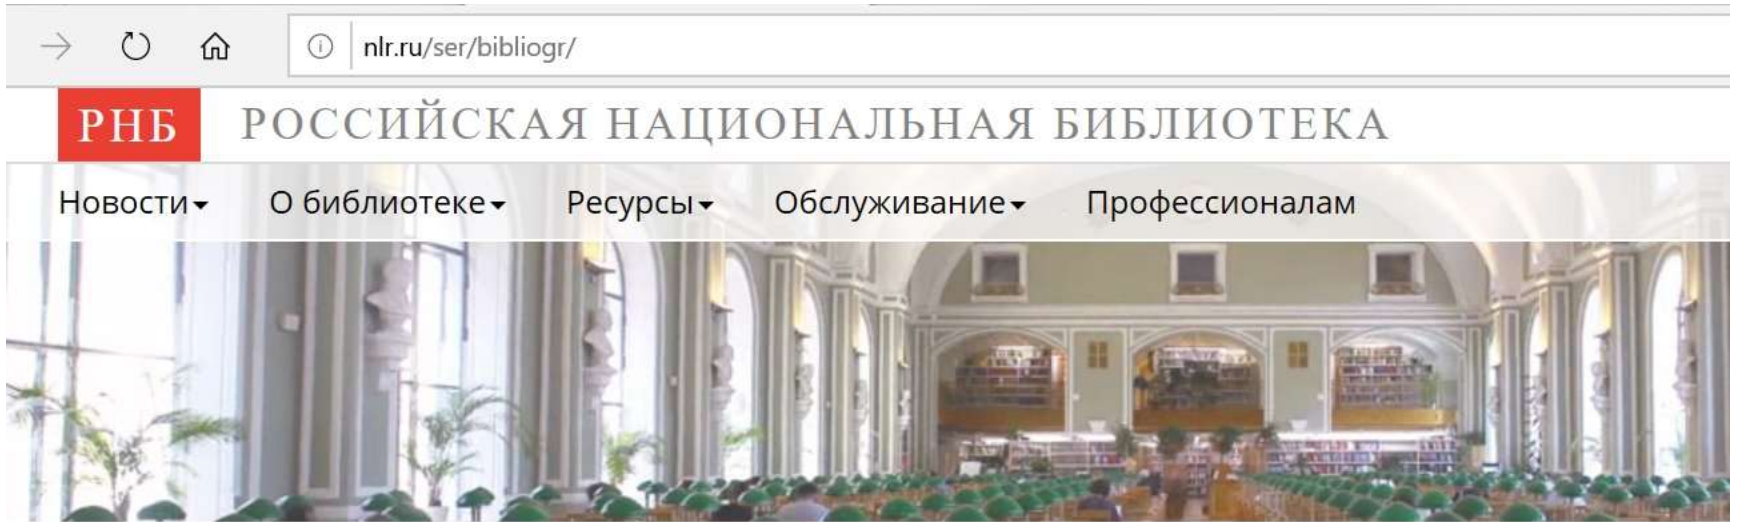 nlr.ru/ser/bibliogr/
РНБ РОССИЙСКАЯ НАЦИОНАЛЬНАЯ БИБЛИОТЕКА
Новости О библиотеке Ресурсы Обслуживание Профессионалам